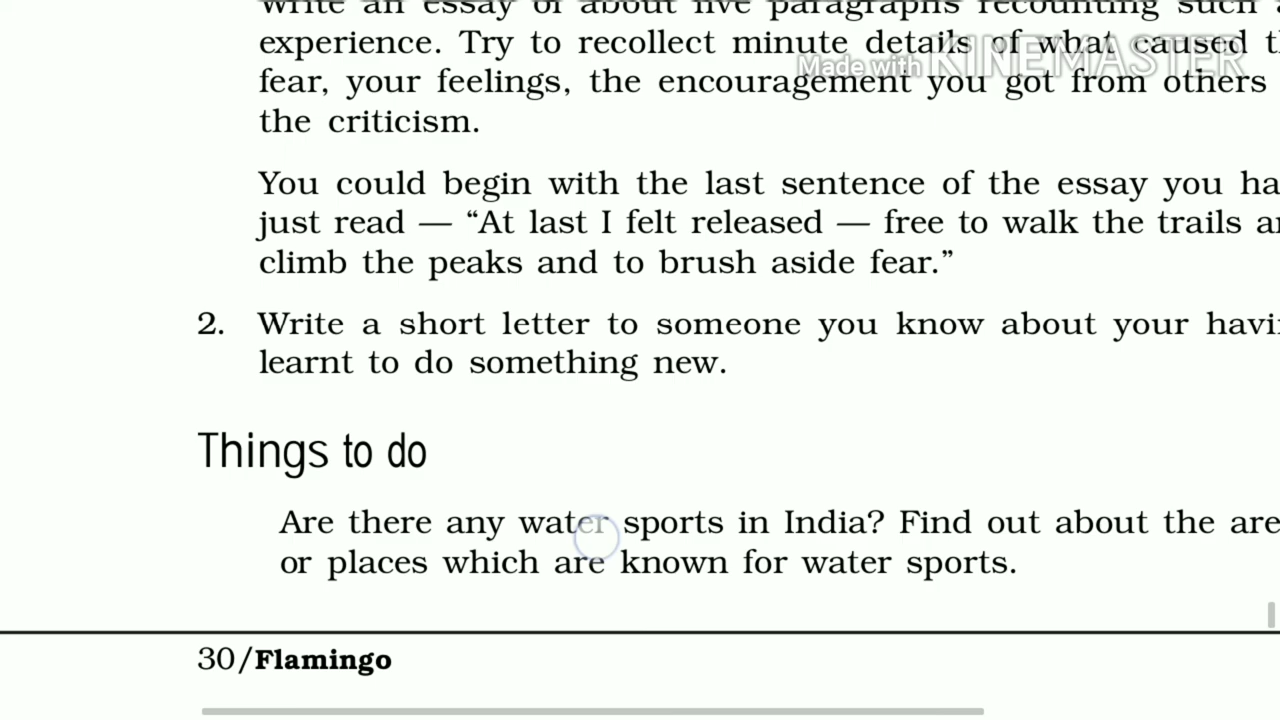 Write an essay of about five paragraphs recounting such
experience. Try to recollect minute details of what caused
fear, your feelings, the encouragement you got from others
the criticism.
You could begin with the last sentence of the essay you
just read — “At last I felt released — free to walk the trails
climb the peaks and to brush aside fear.”
2. Write a short letter to someone you know about your
learnt to do something new.
Things to do
Are there any water sports in India? Find out about the
or places which are known for water sports.
30/Flamingo
Made with KINEMASTER